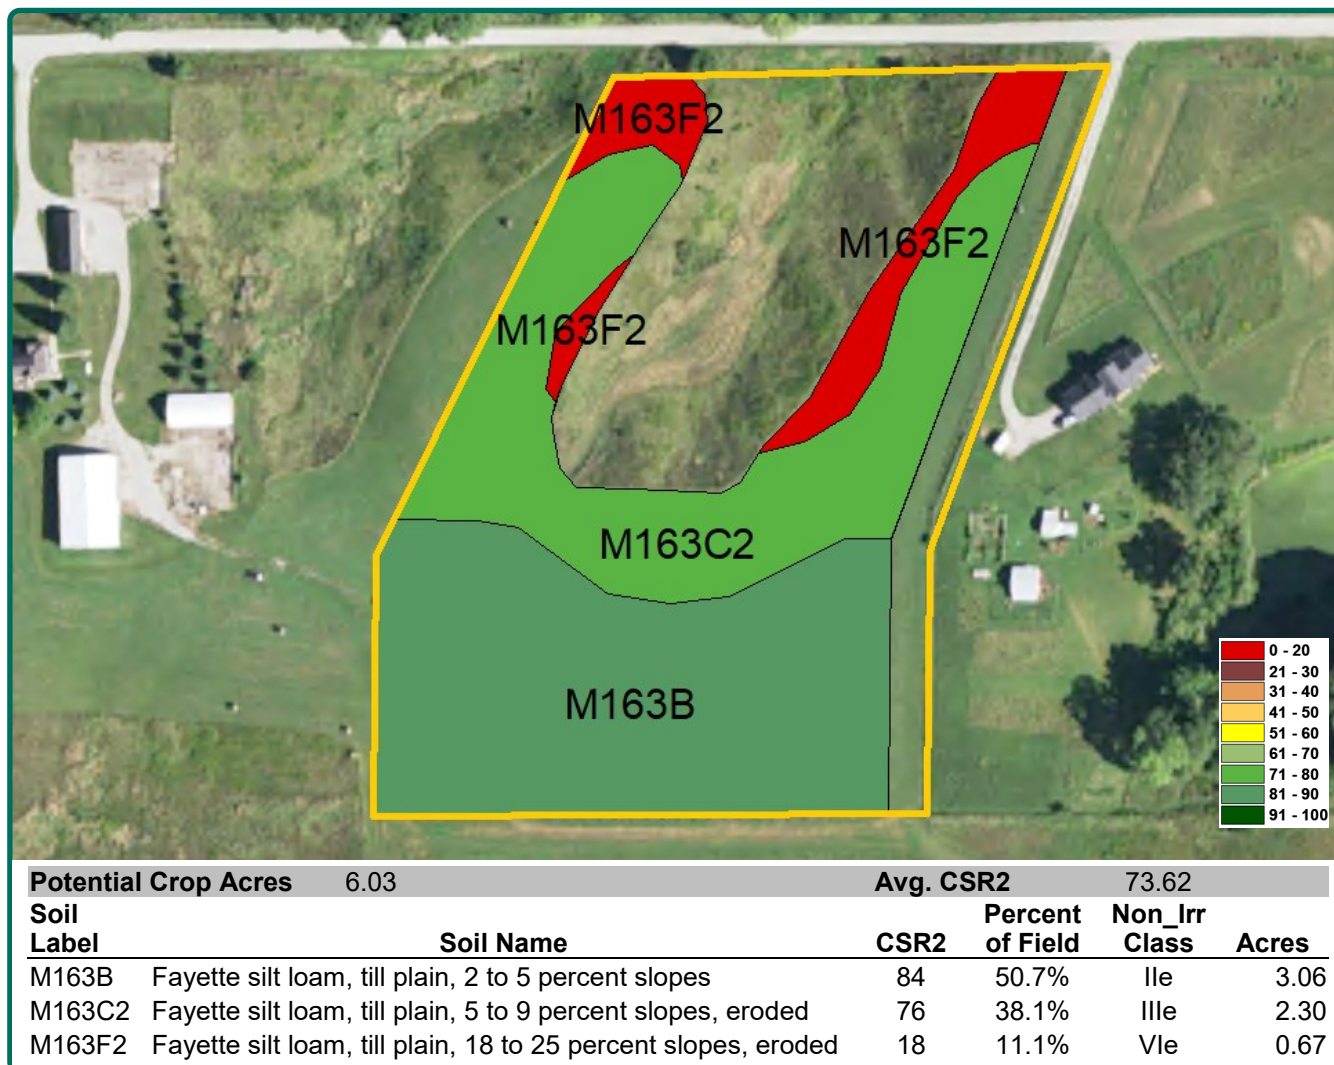 M163F2
M163F2
M163F2
M163C2
M163B
0 - 20
21 - 30
31 - 40
41 - 50
51 - 60
61 - 70
71 - 80
81 - 90
91 - 100
Potential Crop Acres 6.03 Avg. CSR2 73.62
Soil Label Soil Name CSR2 Percent of Field Non_Irr Class Acres
M163B Fayette silt loam, till plain, 2 to 5 percent slopes 84 50.7% IIe 3.06
M163C2 Fayette silt loam, till plain, 5 to 9 percent slopes, eroded 76 38.1% IIIe 2.30
M163F2 Fayette silt loam, till plain, 18 to 25 percent slopes, eroded 18 11.1% VIe 0.67